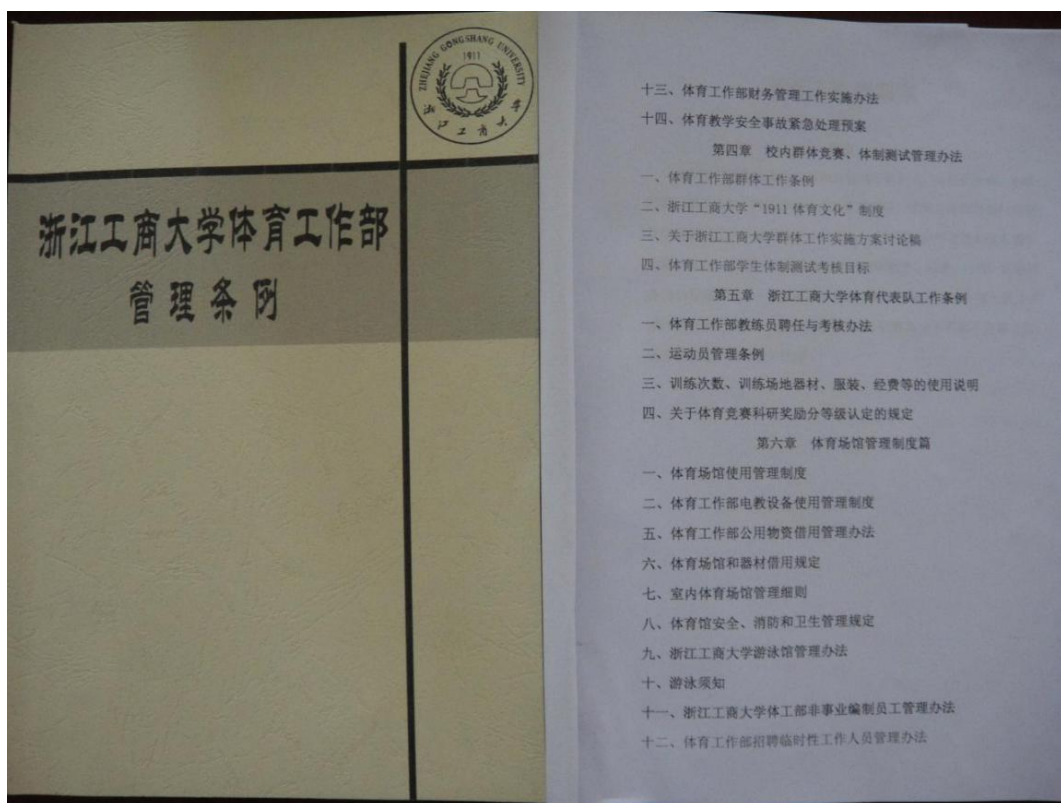 ZHEJIANG GONGSHANG UNIVERSITY
1911
浙江工商大学
浙江工商大学体育工作部
管理条例
十三、体育工作部财务管理工作实施办法
十四、体育教学安全事故紧急处理预案
第四章 校内群体竞赛、体制测试管理办法
一、体育工作部群体工作条例
二、浙江工商大学“1911体育文化”制度
三、关于浙江工商大学群体工作实施方案讨论稿
四、体育工作部学生体制测试考核目标
第五章 浙江工商大学体育代表队工作条例
一、体育工作部教练员聘任与考核办法
二、运动员管理条例
三、训练次数、训练场地器材、服装、经费等的使用说明
四、关于体育竞赛科研奖励分等级认定的规定
第六章 体育场馆管理制度篇
一、体育场馆使用管理制度
二、体育工作部电教设备使用管理制度
五、体育工作部公用物资借用管理办法
六、体育场馆和器材借用规定
七、室内体育场馆管理细则
八、体育馆安全、消防和卫生管理规定
九、浙江工商大学游泳馆管理办法
十、游泳须知
十一、浙江工商大学体工部非事业编制员工管理办法
十二、体育工作部招聘临时性工作人员管理办法